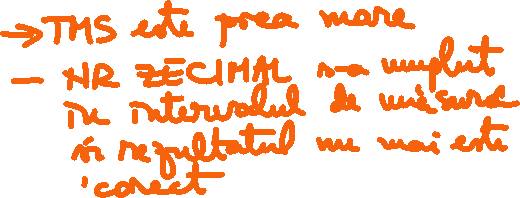 → TMS este prea mare
- NR ZECIMAL s-a umplut
în intervalul de măsură
și rezultatul nu mai este
corect